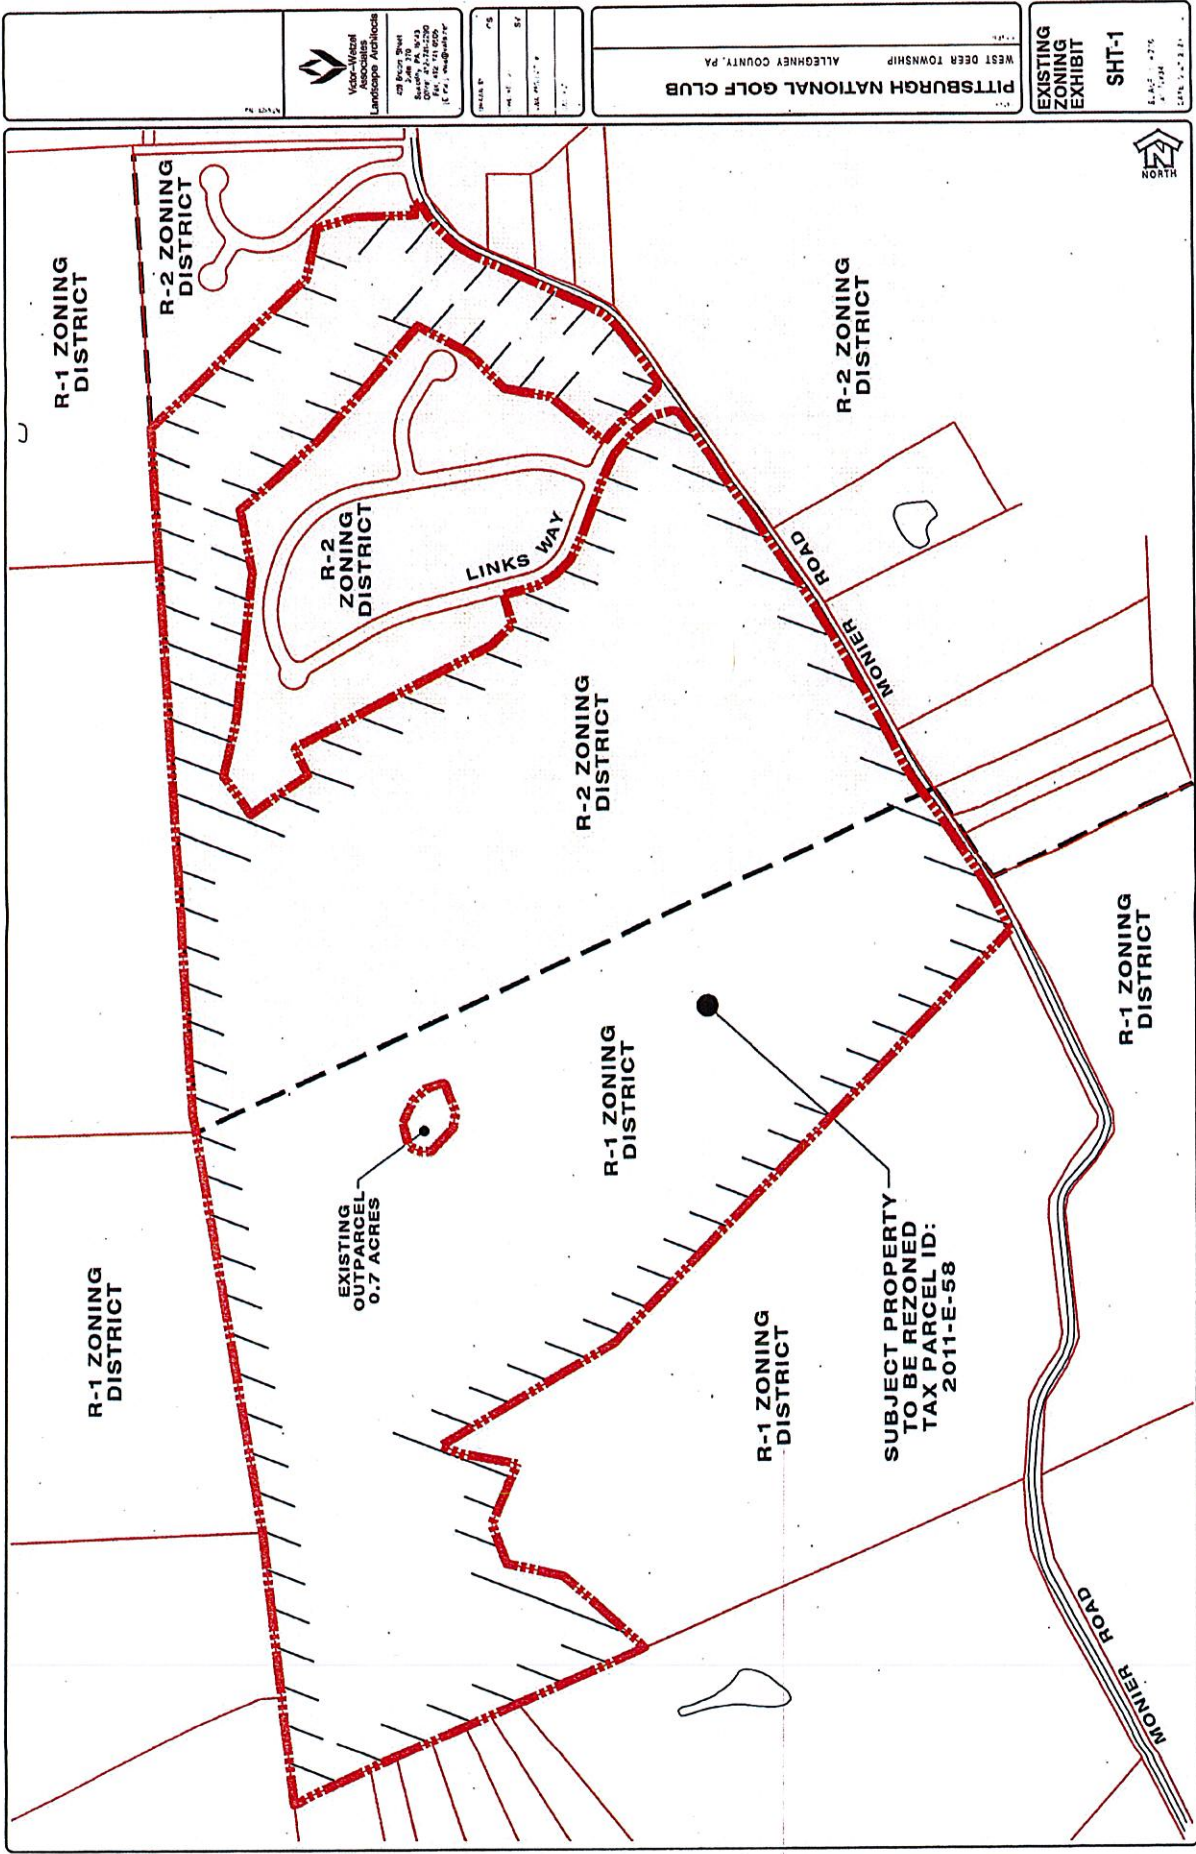 EXISTING
ZONING
EXHIBIT
SHT-1
PITTSBURGH NATIONAL GOLF CLUB
WEST DEER TOWNSHIP
ALLEGHENY COUNTY, PA
Victor-Wetzel
Associates
Landscape Architects
NORTH
R-1 ZONING
DISTRICT
R-2 ZONING
DISTRICT
R-2 ZONING
DISTRICT
R-2
ZONING
DISTRICT
LINKS WAY
MONIER ROAD
R-2 ZONING
DISTRICT
R-1 ZONING
DISTRICT
R-1 ZONING
DISTRICT
EXISTING
OUTPARCEL
0.7 ACRES
R-1 ZONING
DISTRICT
R-1 ZONING
DISTRICT
SUBJECT PROPERTY
TO BE REZONED
TAX PARCEL ID:
2011-E-58
MONIER ROAD